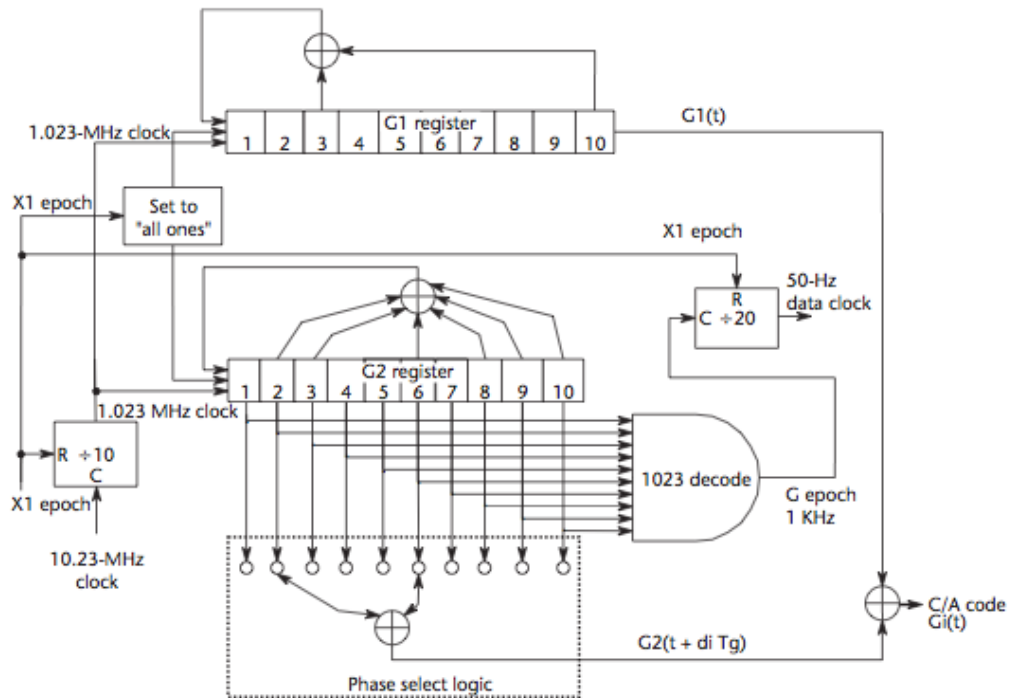 G1 register
1 2 3 4 5 6 7 8 9 10
G1(t)
1.023-MHz clock
X1 epoch
Set to
"all ones"
X1 epoch
50-Hz
data clock
R
C ÷20
G2 register
1 2 3 4 5 6 7 8 9 10
1.023 MHz clock
R ÷10
C
X1 epoch
10.23-MHz
clock
1023 decode
G epoch
1 KHz
C/A code
Gi(t)
G2(t + di Tg)
Phase select logic